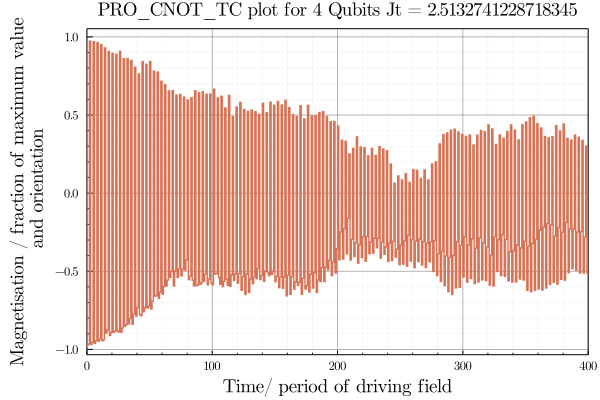 PRO_CNOT_TC plot for 4 Qubits Jt = 2.5132741228718345
Magnetisation / fraction of maximum value
and orientation
1.0
0.5
0.0
−0.5
−1.0
0 100 200 300 400
Time/ period of driving field